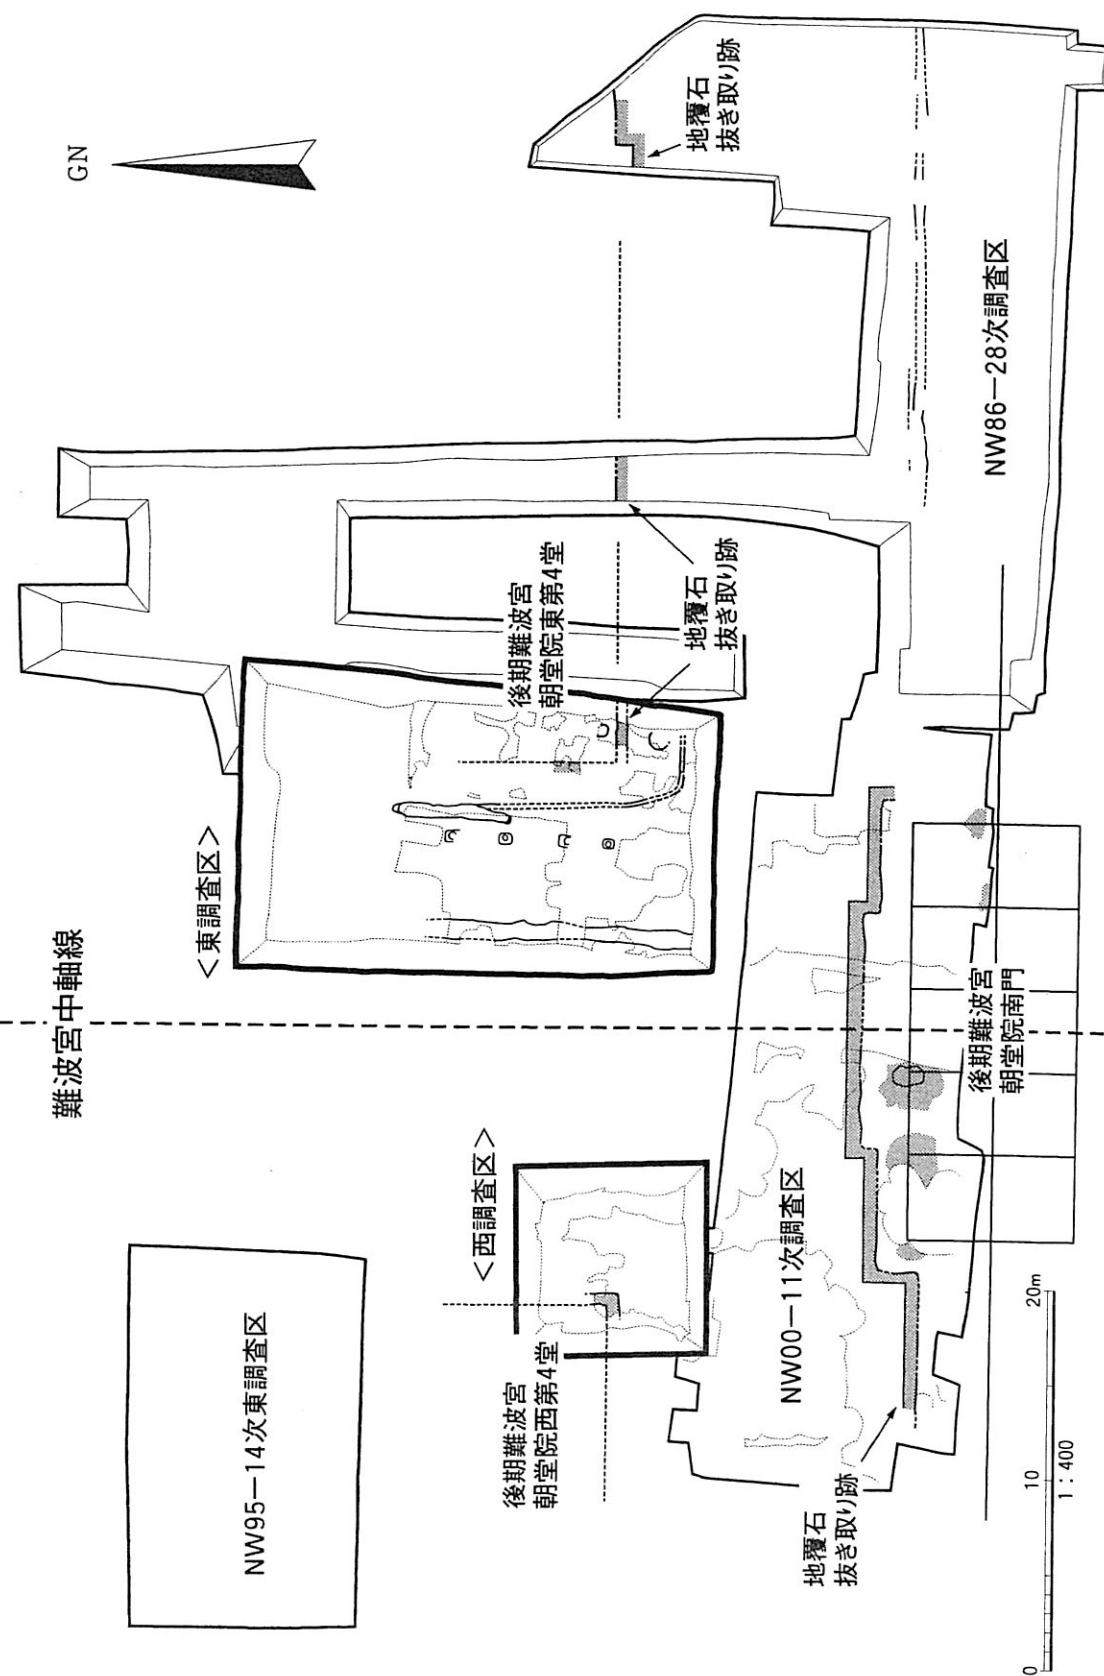 GN
難波宮中軸線
＜東調査区＞
＜西調査区＞
NW95－14次東調査区
後期難波宮
朝堂院西第4堂
後期難波宮
朝堂院東第4堂
地覆石
抜き取り跡
地覆石
抜き取り跡
NW86－28次調査区
NW00－11次調査区
後期難波宮
朝堂院南門
地覆石
抜き取り跡
0
10
20m
1：400